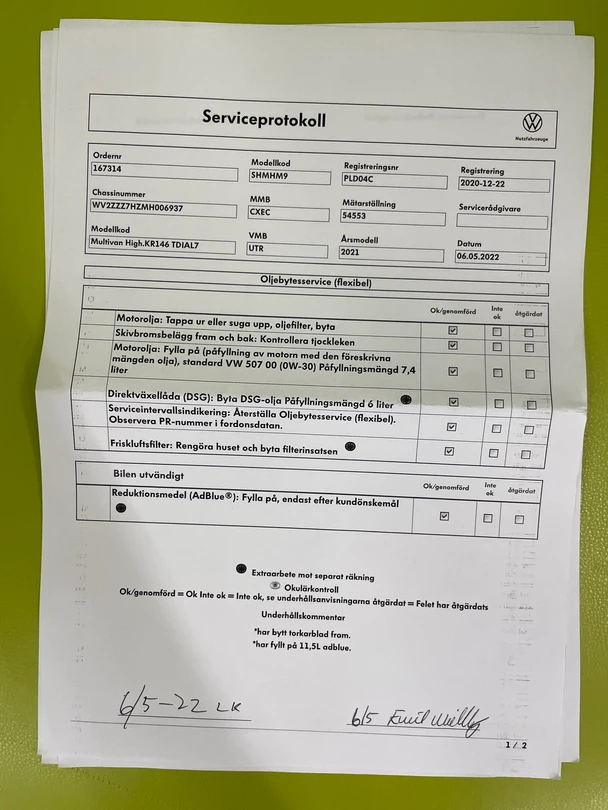 Serviceprotokoll
Nutzfahrzeuge
Ordernr
167314
Modellkod
SHMHM9
Registreringsnr
PLD04C
Registrering
2020-12-22
Chassinummer
WV2ZZZ7HZMH006937
MMB
CXEC
Mätarställning
54553
Servicerådgivare
Modellkod
Multivan High.KR146 TDIAL7
VMB
UTR
Årsmodell
2021
Datum
06.05.2022
Oljebytesservice (flexibel)
Ok/genomförd Inte ok åtgärdat
Motorolja: Tappa ur eller suga upp, oljefilter, byta
Skivbromsbelägg fram och bak: Kontrollera tjockleken
Motorolja: Fylla på (påfyllning av motorn med den föreskrivna
mängden olja), standard VW 507 00 (0W-30) Påfyllningsmängd 7,4
liter
Direktväxellåda (DSG): Byta DSG-olja Påfyllningsmängd 6 liter
Serviceintervallsindikering: Återställa Oljebytesservice (flexibel).
Observera PR-nummer i fordonsdatan.
Friskluftsfilter: Rengöra huset och byta filterinsatsen
Bilen utvändigt
Ok/genomförd Inte ok åtgärdat
Reduktionsmedel (AdBlue®): Fylla på, endast efter kundönskemål
Extraarbete mot separat räkning
Okulärkontroll
Ok/genomförd = Ok Inte ok = Inte ok, se underhållsanvisningarna åtgärdat = Felet har åtgärdats
Underhållskommentar
*har bytt torkarblad fram.
*har fyllt på 11,5L adblue.
6/5-22 LK
6/5 Emil
1 / 2